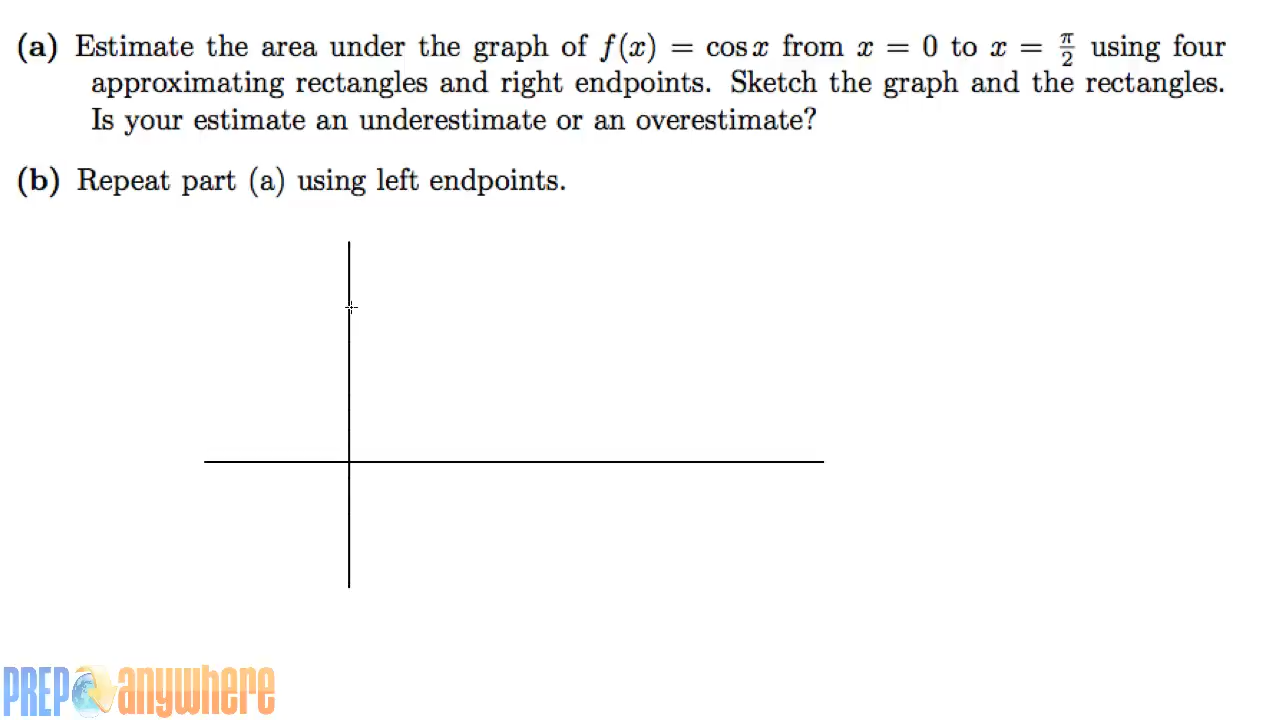 (a) Estimate the area under the graph of f(x) = cos x from x = 0 to x = π/2 using four
approximating rectangles and right endpoints. Sketch the graph and the rectangles.
Is your estimate an underestimate or an overestimate?
(b) Repeat part (a) using left endpoints.
PREP anywhere